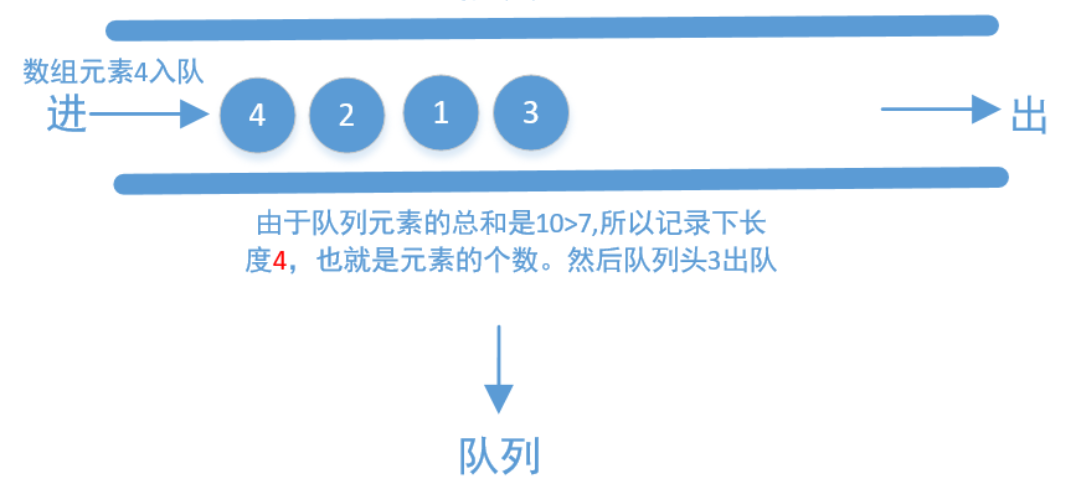 数组元素4入队
进
4 2 1 3
出
由于队列元素的总和是10>7,所以记录下长
度4，也就是元素的个数。然后队列头3出队
队列